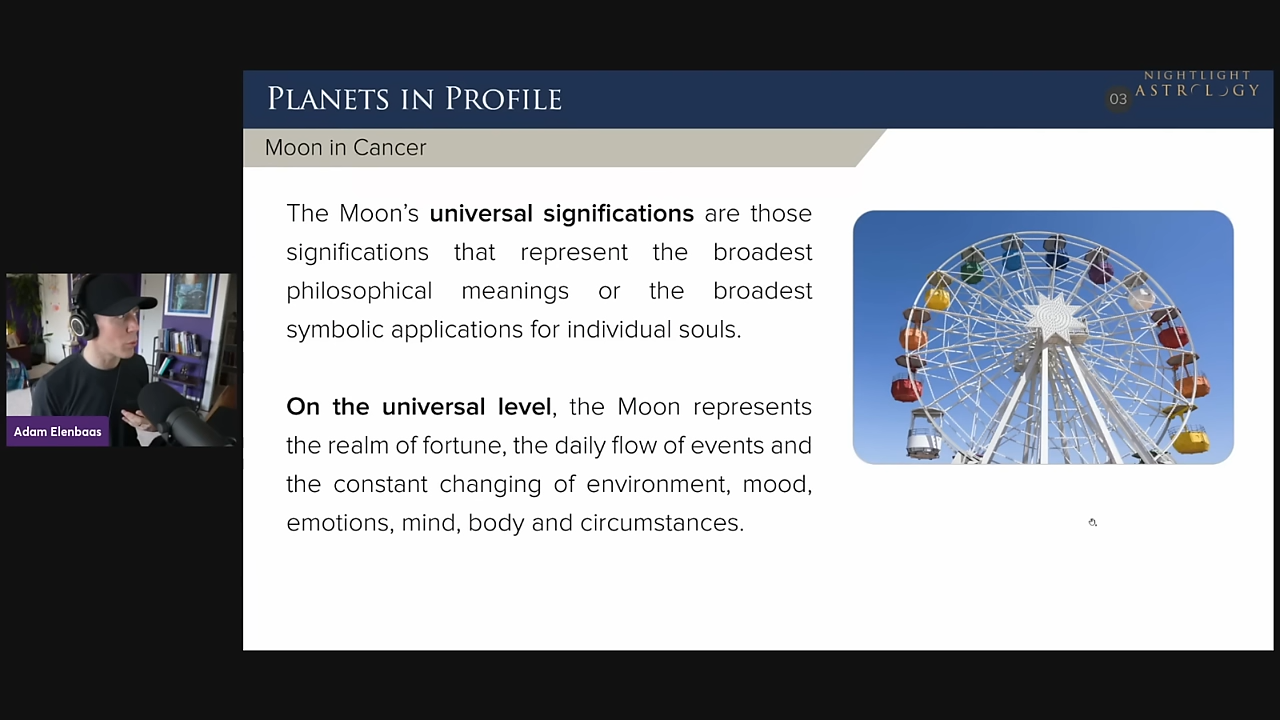 PLANETS IN PROFILE
03
NIGHTLIGHT
ASTROLOGY
Moon in Cancer
The Moon’s universal significations are those
significations that represent the broadest
philosophical meanings or the broadest
symbolic applications for individual souls.
On the universal level, the Moon represents
the realm of fortune, the daily flow of events and
the constant changing of environment, mood,
emotions, mind, body and circumstances.
Adam Elenbaas